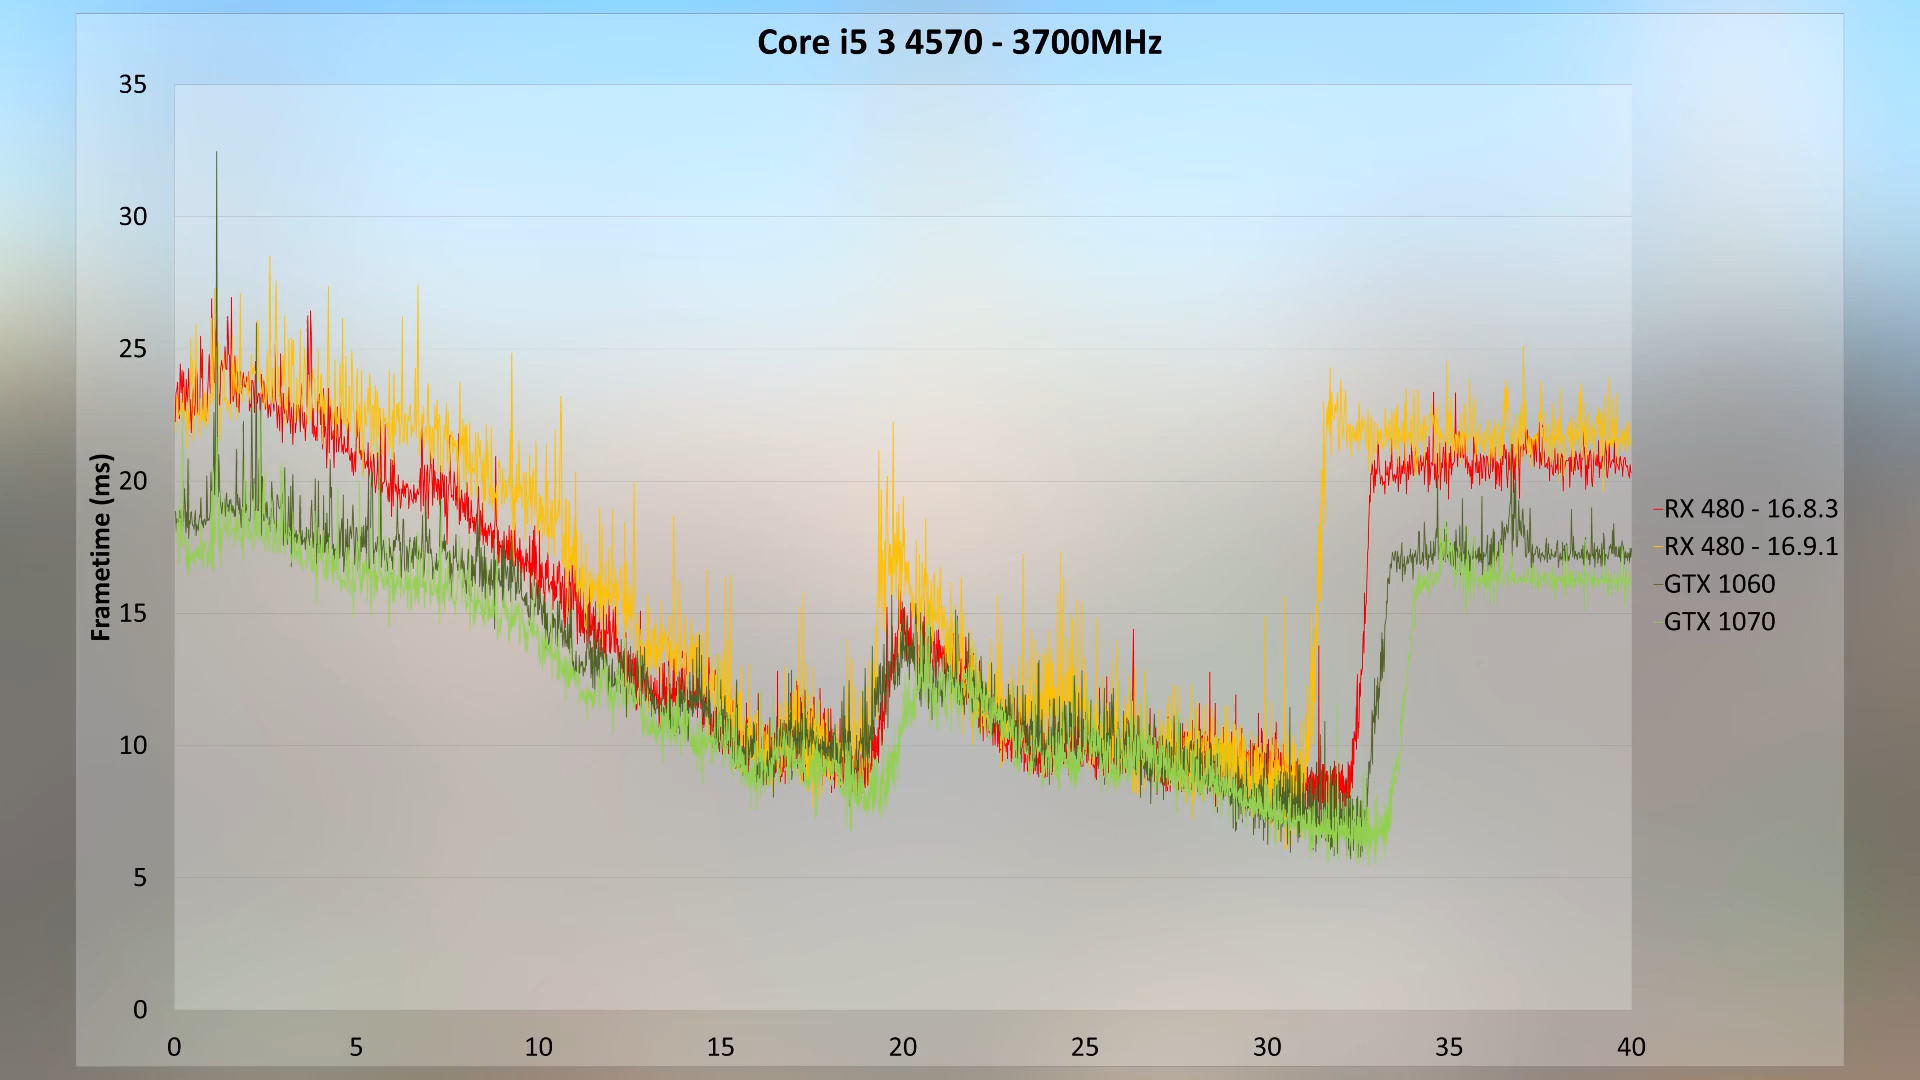 Core i5 3 4570 - 3700MHz
35
30
25
20
15
10
5
0
Frametime (ms)
0 5 10 15 20 25 30 35 40
RX 480 - 16.8.3
RX 480 - 16.9.1
GTX 1060
GTX 1070